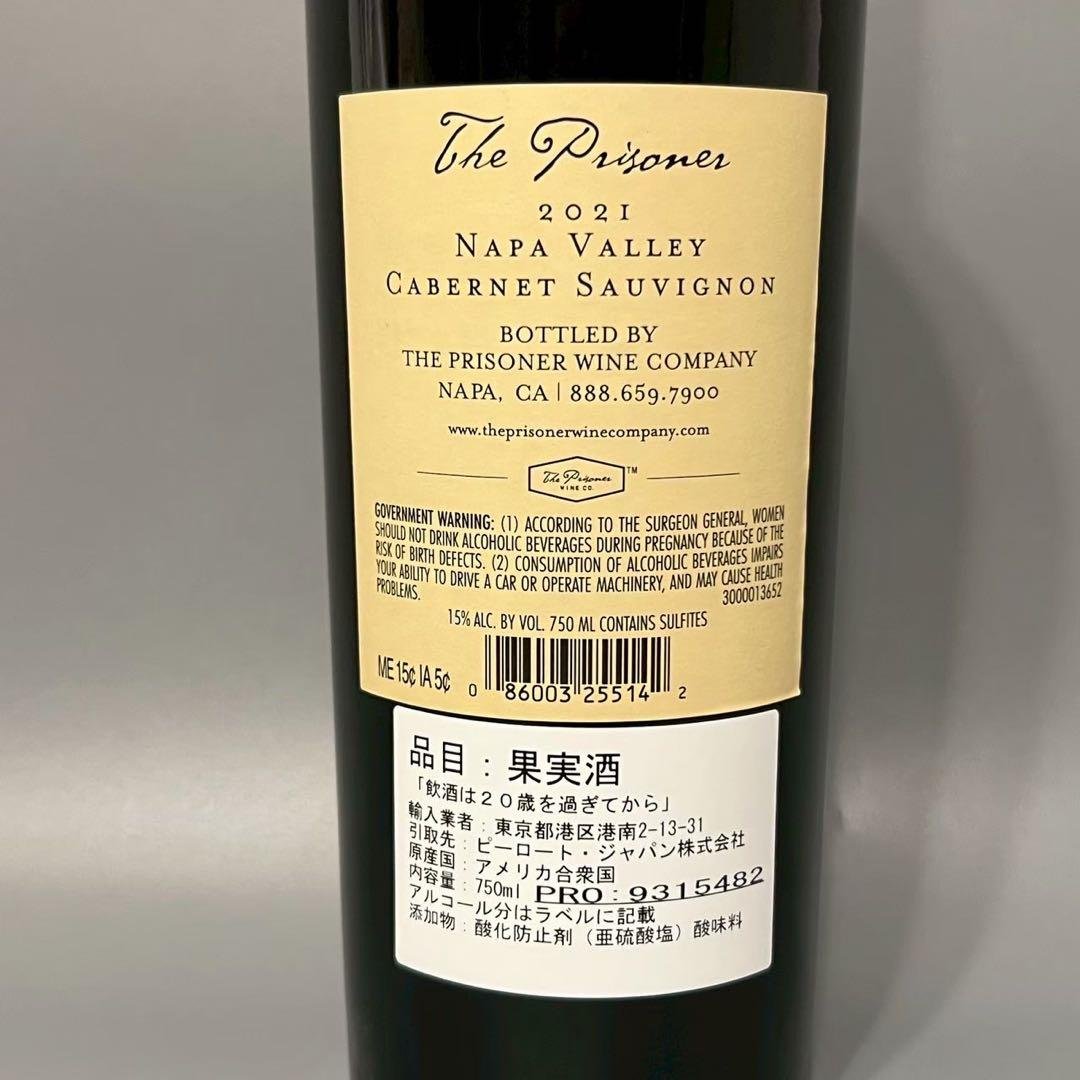 The Prisoner
2021
NAPA VALLEY
CABERNET SAUVIGNON
BOTTLED BY
THE PRISONER WINE COMPANY
NAPA, CA | 888.659.7900
www.theprisonerwinecompany.com
The Prisoner TM
WINE CO.
GOVERNMENT WARNING: (1) ACCORDING TO THE SURGEON GENERAL, WOMEN
SHOULD NOT DRINK ALCOHOLIC BEVERAGES DURING PREGNANCY BECAUSE OF THE
RISK OF BIRTH DEFECTS. (2) CONSUMPTION OF ALCOHOLIC BEVERAGES IMPAIRS
YOUR ABILITY TO DRIVE A CAR OR OPERATE MACHINERY, AND MAY CAUSE HEALTH
PROBLEMS. 3000013652
15% ALC. BY VOL. 750 ML CONTAINS SULFITES
ME 15¢ IA 5¢
0 86003 25514 2
品目：果実酒
「飲酒は２０歳を過ぎてから」
輸入業者：東京都港区港南2-13-31
引取先：ピーロート・ジャパン株式会社
原産国：アメリカ合衆国
内容量：750ml PRO：9315482
アルコール分はラベルに記載
添加物：酸化防止剤（亜硫酸塩）酸味料